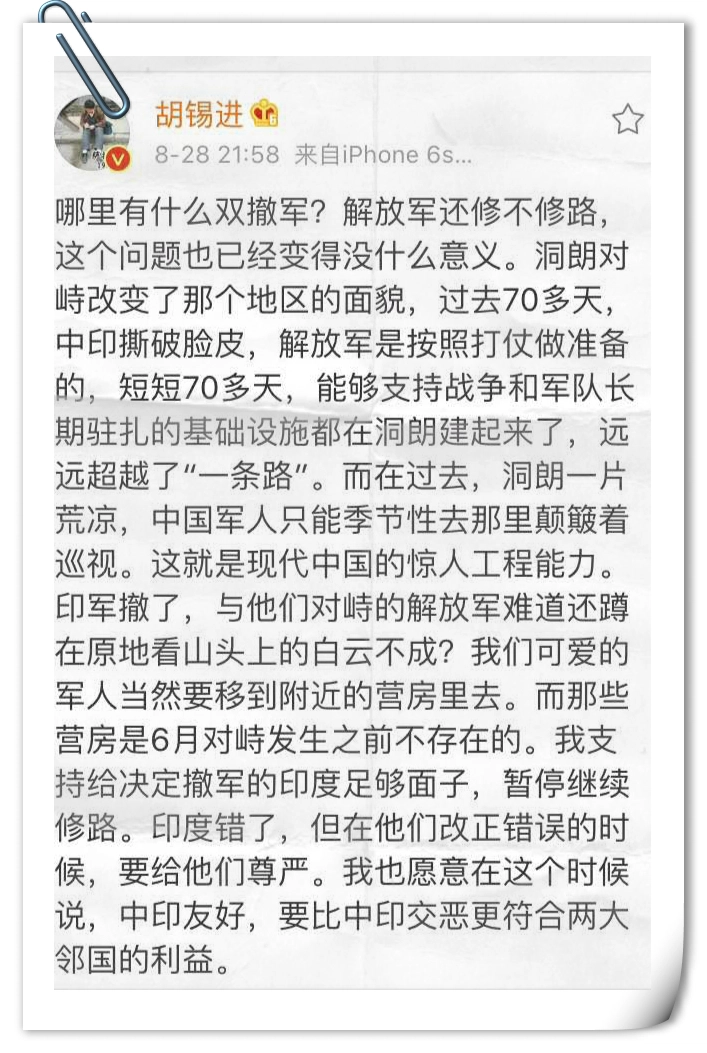 胡锡进
8-28 21:58 来自iPhone 6s...
哪里有什么双撤军？解放军还修不修路，
这个问题也已经变得没什么意义。洞朗对
峙改变了那个地区的面貌，过去70多天，
中印撕破脸皮，解放军是按照打仗做准备
的，短短70多天，能够支持战争和军队长
期驻扎的基础设施都在洞朗建起来了，远
远超越了“一条路”。而在过去，洞朗一片
荒凉，中国军人只能季节性去那里颠簸着
巡视。这就是现代中国的惊人工程能力。
印军撤了，与他们对峙的解放军难道还蹲
在原地看山头上的白云不成？我们可爱的
军人当然要移到附近的营房里去。而那些
营房是6月对峙发生之前不存在的。我支
持给决定撤军的印度足够面子，暂停继续
修路。印度错了，但在他们改正错误的时
候，要给他们尊严。我也愿意在这个时候
说，中印友好，要比中印交恶更符合两大
邻国的利益。